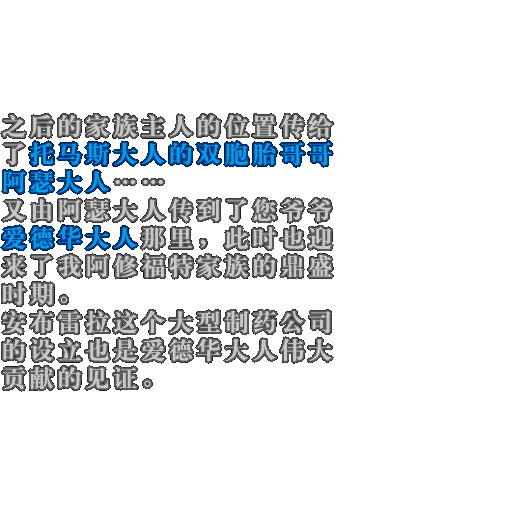 之后的家族主人的位置传给
了托马斯大人的双胞胎哥哥
阿瑟大人……
又由阿瑟大人传到了您爷爷
爱德华大人那里，此时也迎
来了我阿修福特家族的鼎盛
时期。
安布雷拉这个大型制药公司
的设立也是爱德华大人伟大
贡献的见证。